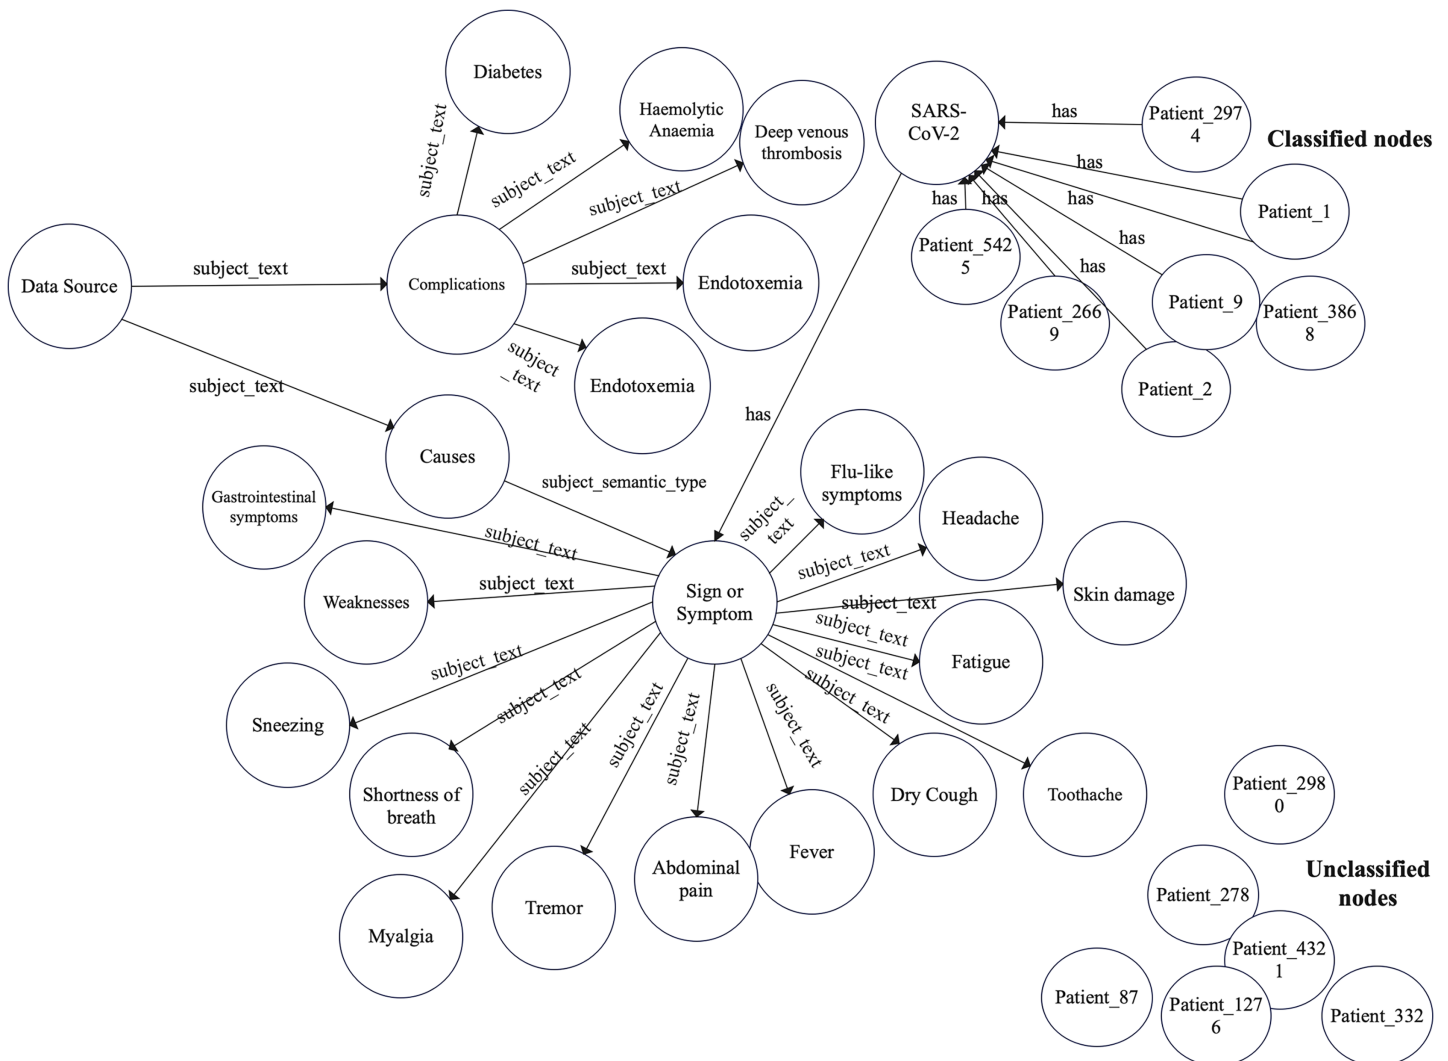 Diabetes
subject_text
Haemolytic
Anaemia
subject_text
Deep venous
thrombosis
subject_text
SARS-
CoV-2
has
Patient_297
4
Classified nodes
has
Patient_1
has
has
has
has
has
Patient_542
5
Patient_266
9
Patient_9
Patient_386
8
Patient_2
Data Source
subject_text
Complications
subject_text
Endotoxemia
subject
_text
Endotoxemia
subject_text
Causes
subject_semantic_type
has
Gastrointestinal
symptoms
subject_text
Weaknesses
subject_text
Sign or
Symptom
subject_
text
Flu-like
symptoms
subject_text
Headache
subject_text
Skin damage
subject_text
Fatigue
subject_text
subject_text
Sneezing
subject_text
subject_text
Shortness of
breath
subject_text
Myalgia
subject_text
Tremor
subject_text
Abdominal
pain
subject_text
Fever
Dry Cough
Toothache
Patient_298
0
Unclassified
nodes
Patient_278
Patient_432
1
Patient_87
Patient_127
6
Patient_332